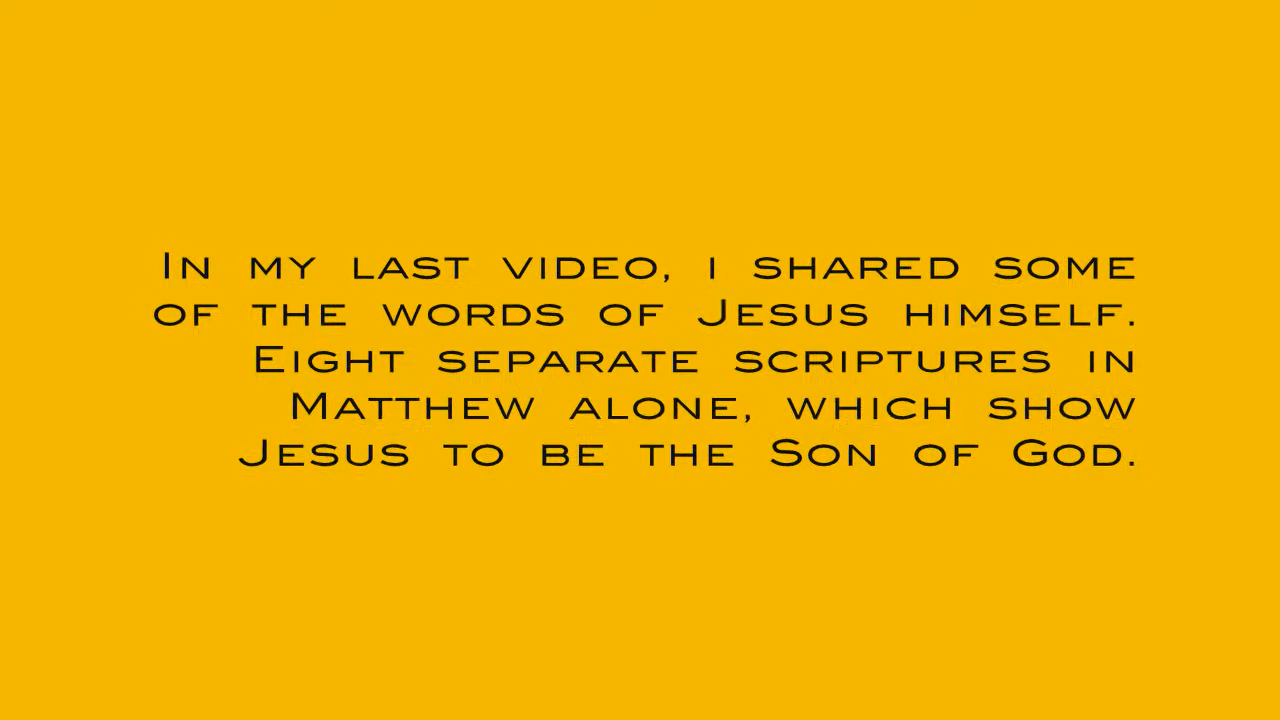 In my last video, i shared some
of the words of Jesus himself.
Eight separate scriptures in
Matthew alone, which show
Jesus to be the Son of God.